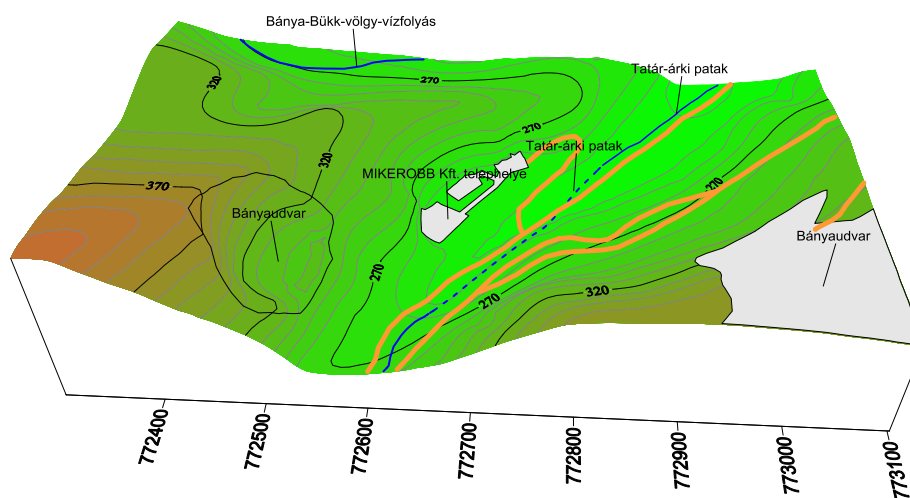 Bánya-Bükk-völgy-vízfolyás
Tatár-árki patak
320
270
270
Tatár-árki patak
320
MIKEROBB Kft. telephelye
370
270
Bányaudvar
Bányaudvar
270
270
320
772400
772500
772600
772700
772800
772900
773000
773100